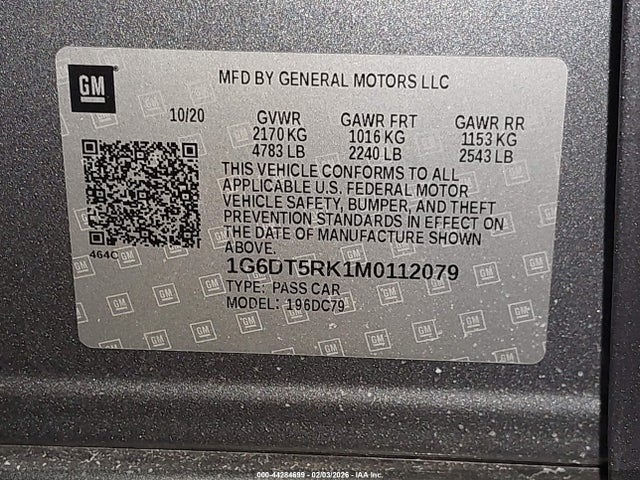 GM
MFD BY GENERAL MOTORS LLC
10/20 GVWR GAWR FRT GAWR RR
2170 KG 1016 KG 1153 KG
4783 LB 2240 LB 2543 LB
THIS VEHICLE CONFORMS TO ALL
APPLICABLE U.S. FEDERAL MOTOR
VEHICLE SAFETY, BUMPER, AND THEFT
PREVENTION STANDARDS IN EFFECT ON
THE DATE OF MANUFACTURE SHOWN
ABOVE.
464C
1G6DT5RK1M0112079
TYPE: PASS CAR
MODEL: 196DC79
000-44284699 - 02/03/2026 - IAA Inc.